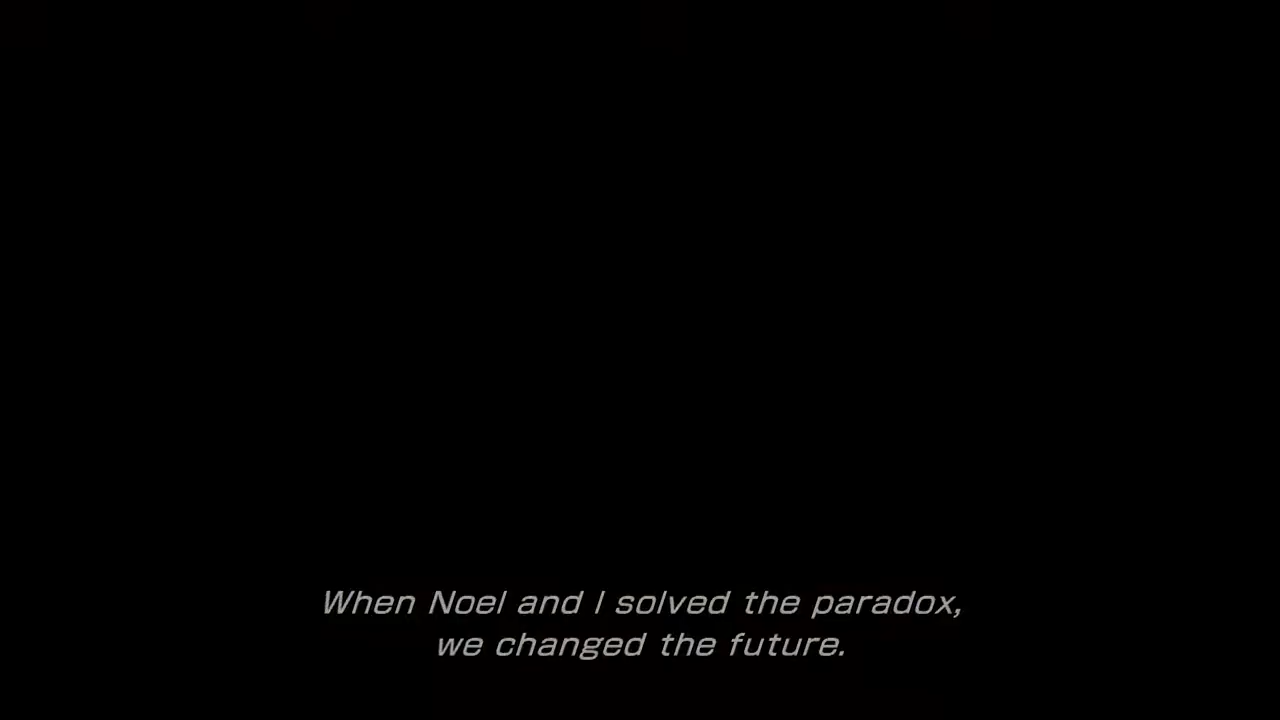 When Noel and I solved the paradox,
we changed the future.